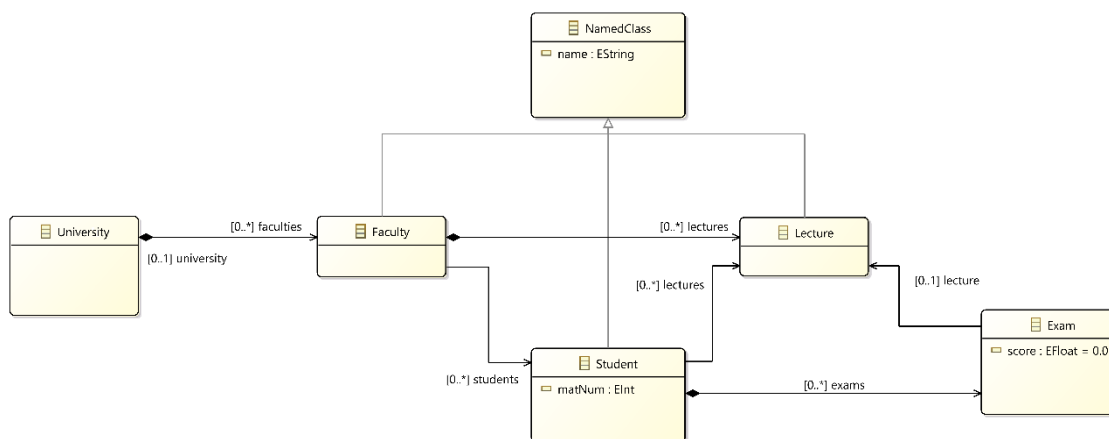 NamedClass
name : EString
University
[0..*] faculties
[0..1] university
Faculty
[0..*] lectures
Lecture
[0..*] lectures
[0..1] lecture
Exam
score : EFloat = 0.0
Student
matNum : EInt
[0..*] students
[0..*] exams